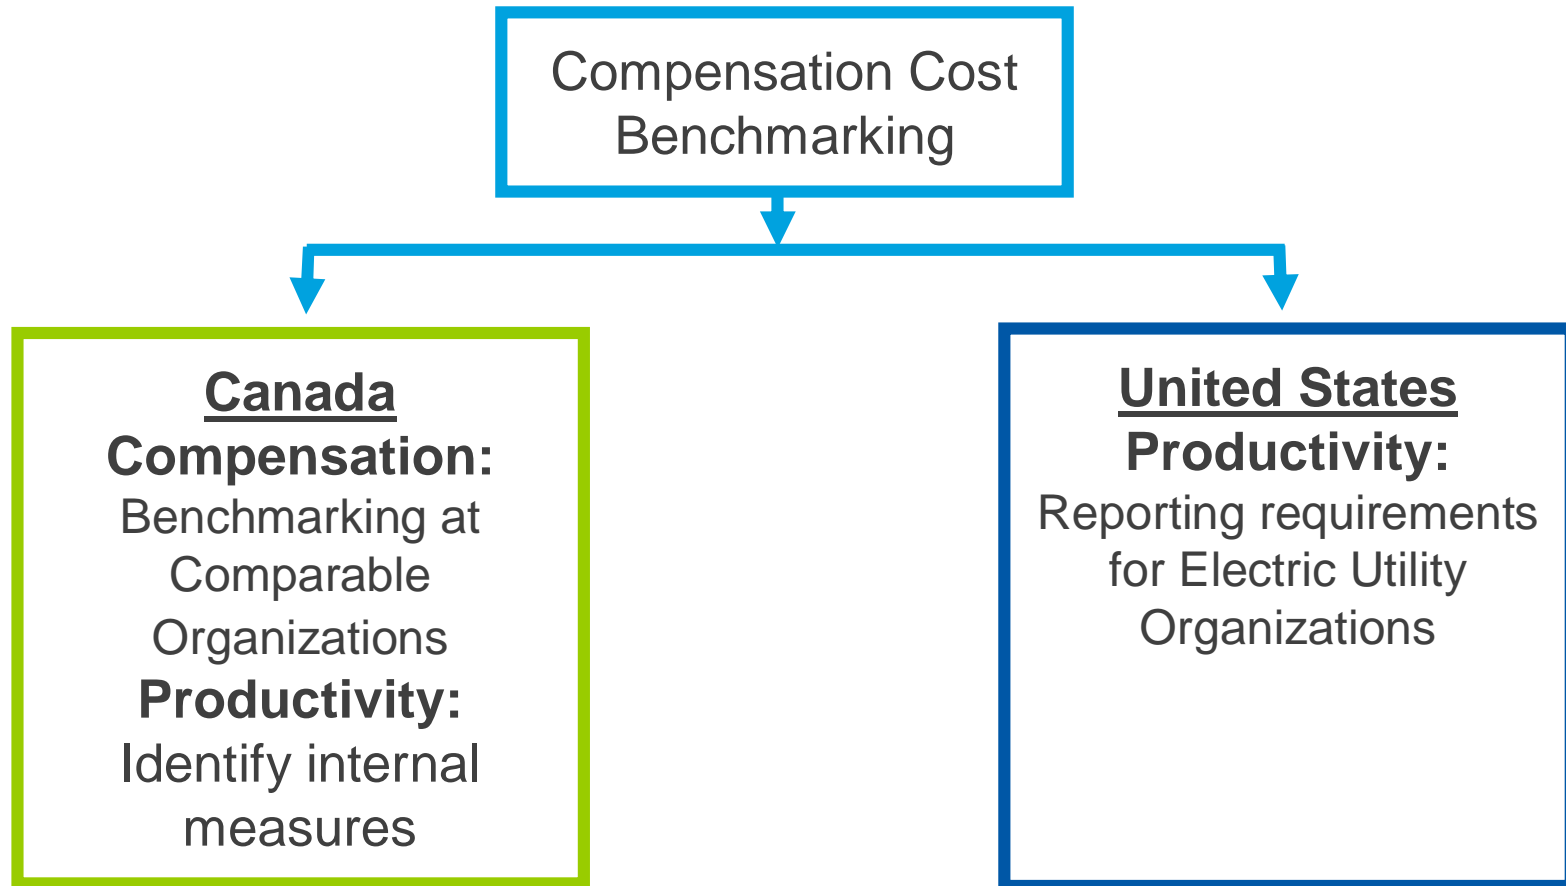 Compensation Cost
Benchmarking
Canada
Compensation:
Benchmarking at
Comparable
Organizations
Productivity:
Identify internal
measures
United States
Productivity:
Reporting requirements
for Electric Utility
Organizations